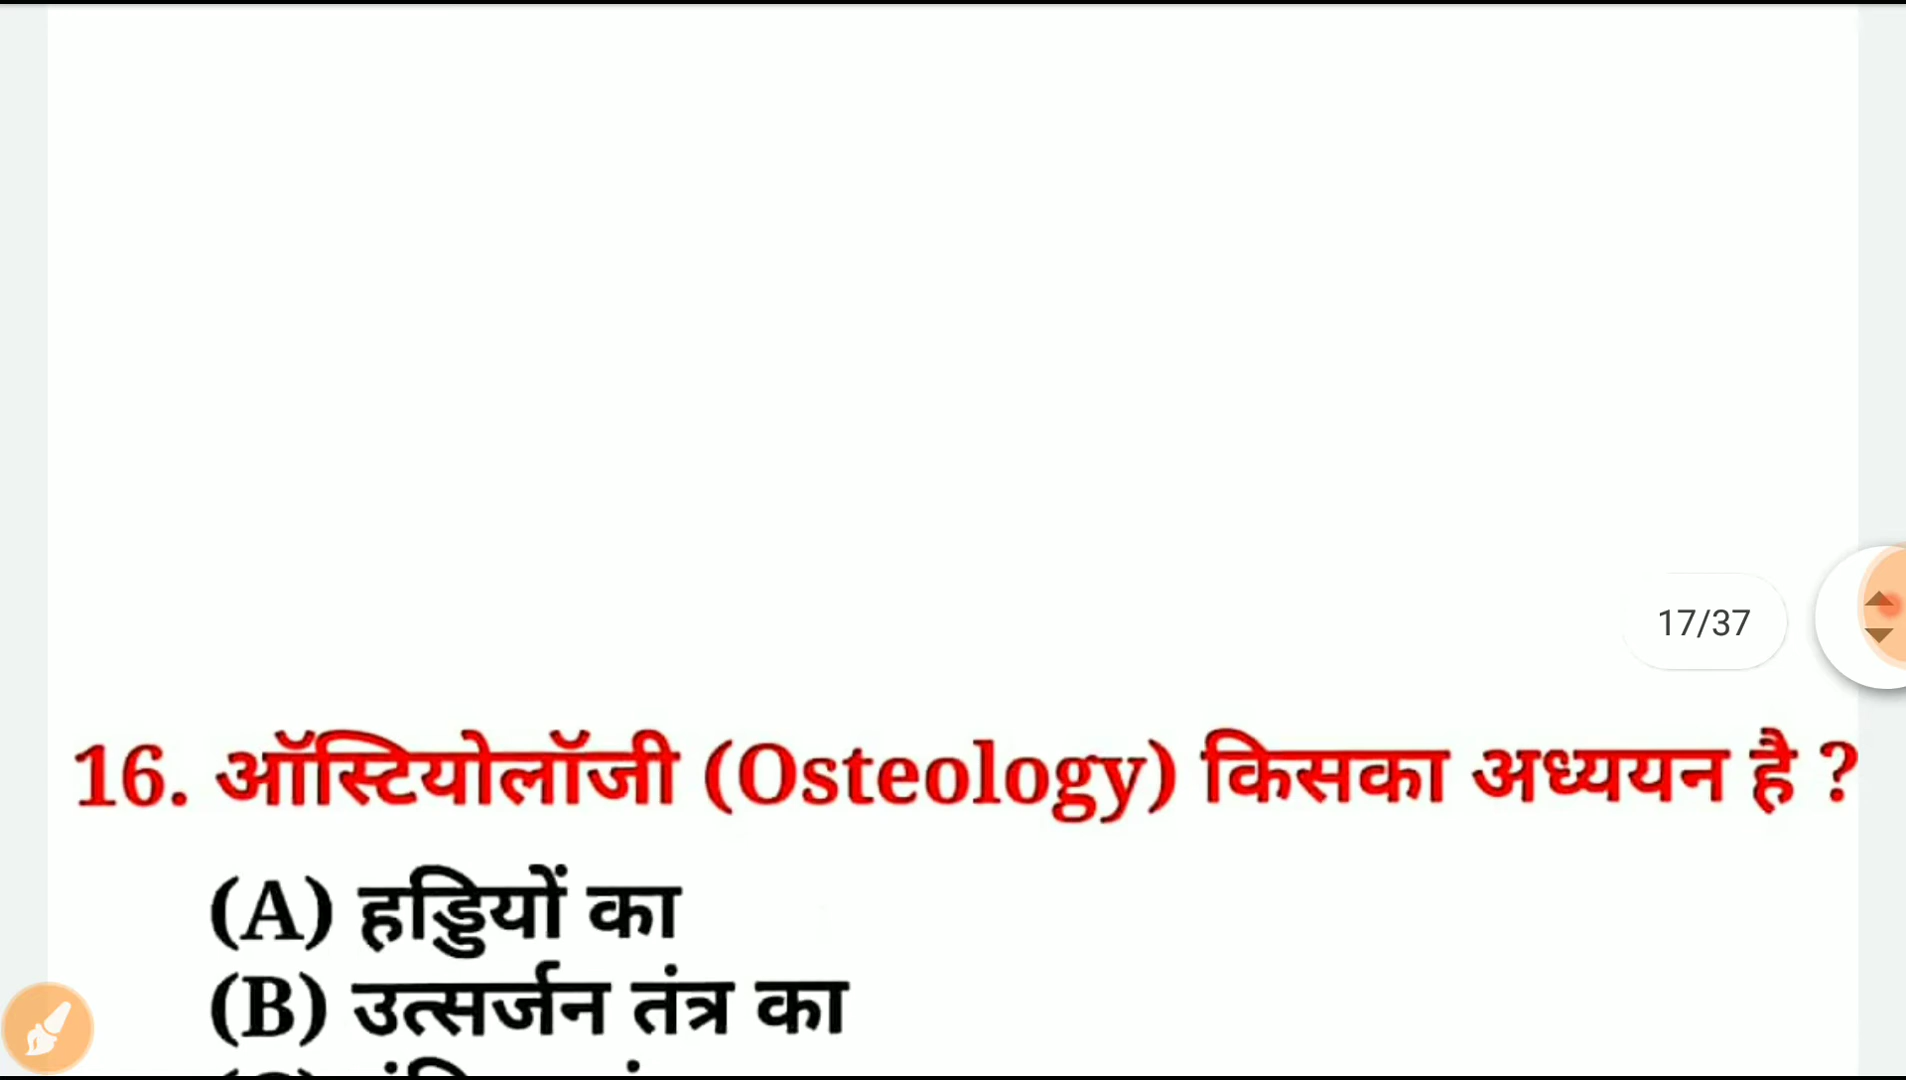 17/37
16. ऑस्टियोलॉजी (Osteology) किसका अध्ययन है ?
(A) हड्डियों का
(B) उत्सर्जन तंत्र का